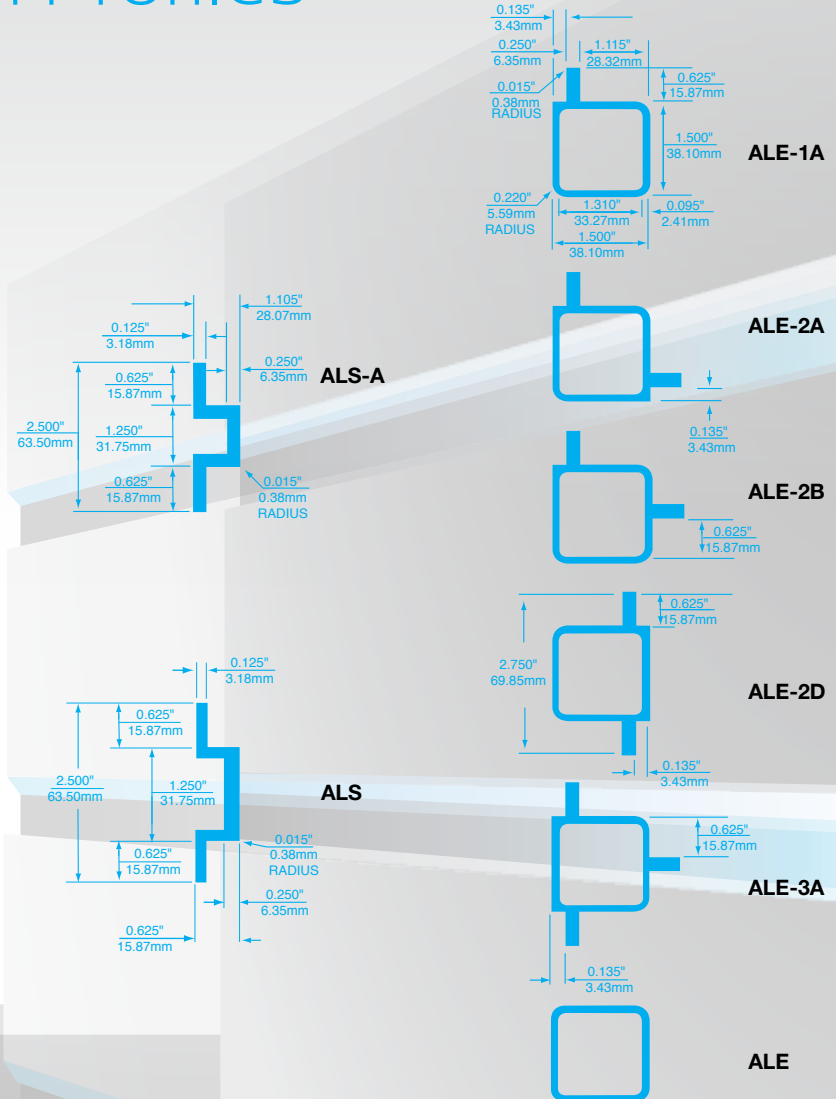 0.135"
3.43mm
0.250"
6.35mm
1.115"
28.32mm
0.625"
15.87mm
0.015"
0.38mm
RADIUS
1.500"
38.10mm
ALE-1A
0.220"
5.59mm
RADIUS
1.310"
33.27mm
0.095"
2.41mm
1.500"
38.10mm
ALE-2A
0.135"
3.43mm
ALE-2B
0.625"
15.87mm
0.625"
15.87mm
2.750"
69.85mm
ALE-2D
0.135"
3.43mm
0.625"
15.87mm
ALE-3A
0.135"
3.43mm
ALE
1.105"
28.07mm
0.125"
3.18mm
0.250"
6.35mm
ALS-A
0.625"
15.87mm
2.500"
63.50mm
1.250"
31.75mm
0.625"
15.87mm
0.015"
0.38mm
RADIUS
0.125"
3.18mm
0.625"
15.87mm
2.500"
63.50mm
1.250"
31.75mm
ALS
0.625"
15.87mm
0.015"
0.38mm
RADIUS
0.250"
6.35mm
0.625"
15.87mm